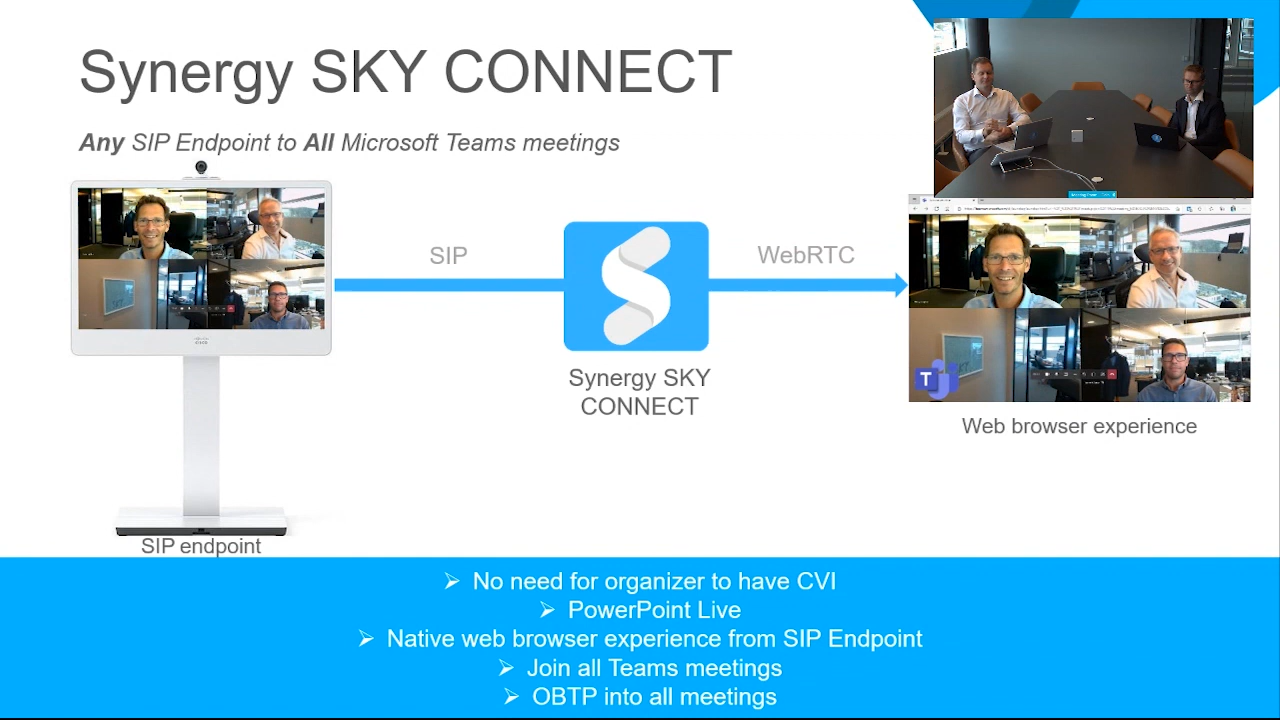 Synergy SKY CONNECT
Any SIP Endpoint to All Microsoft Teams meetings
SIP
WebRTC
Synergy SKY
CONNECT
Web browser experience
SIP endpoint
➢ No need for organizer to have CVI
➢ PowerPoint Live
➢ Native web browser experience from SIP Endpoint
➢ Join all Teams meetings
➢ OBTP into all meetings